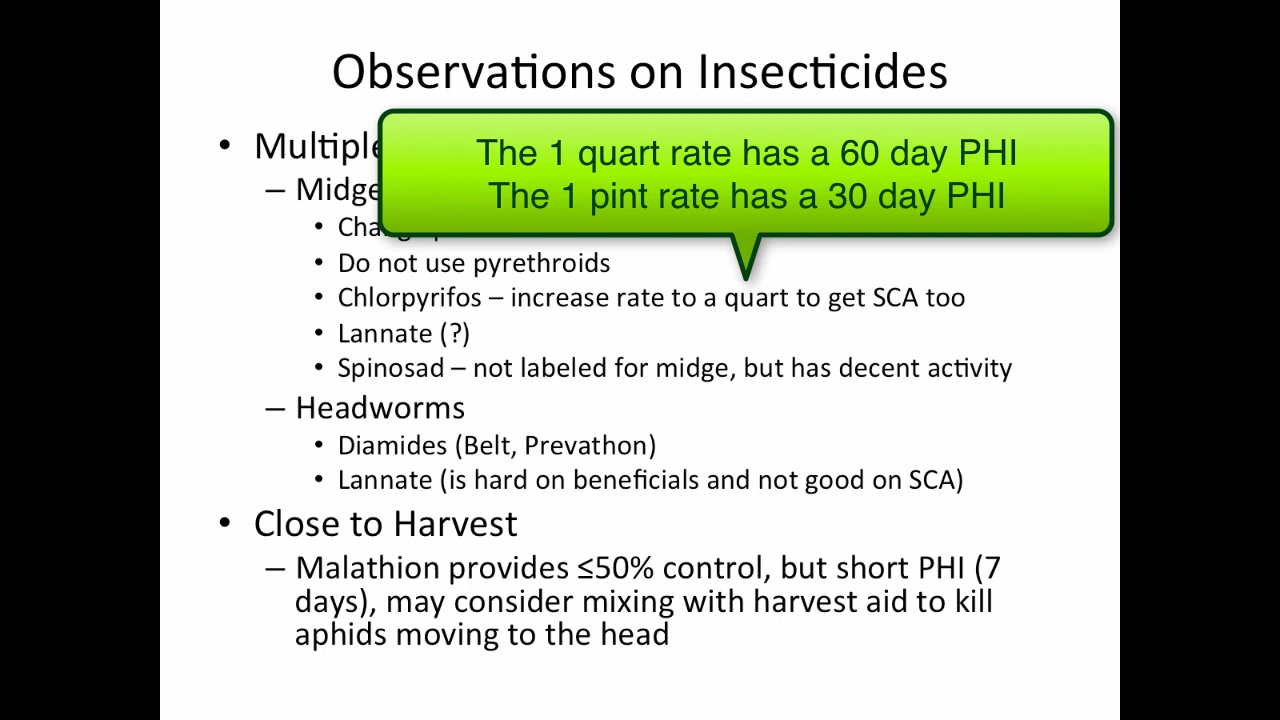 Observations on Insecticides
The 1 quart rate has a 60 day PHI
The 1 pint rate has a 30 day PHI
• Multiple
– Midge
•
• Do not use pyrethroids
• Chlorpyrifos – increase rate to a quart to get SCA too
• Lannate (?)
• Spinosad – not labeled for midge, but has decent activity
– Headworms
• Diamides (Belt, Prevathon)
• Lannate (is hard on beneficials and not good on SCA)
• Close to Harvest
– Malathion provides ≤50% control, but short PHI (7
days), may consider mixing with harvest aid to kill
aphids moving to the head